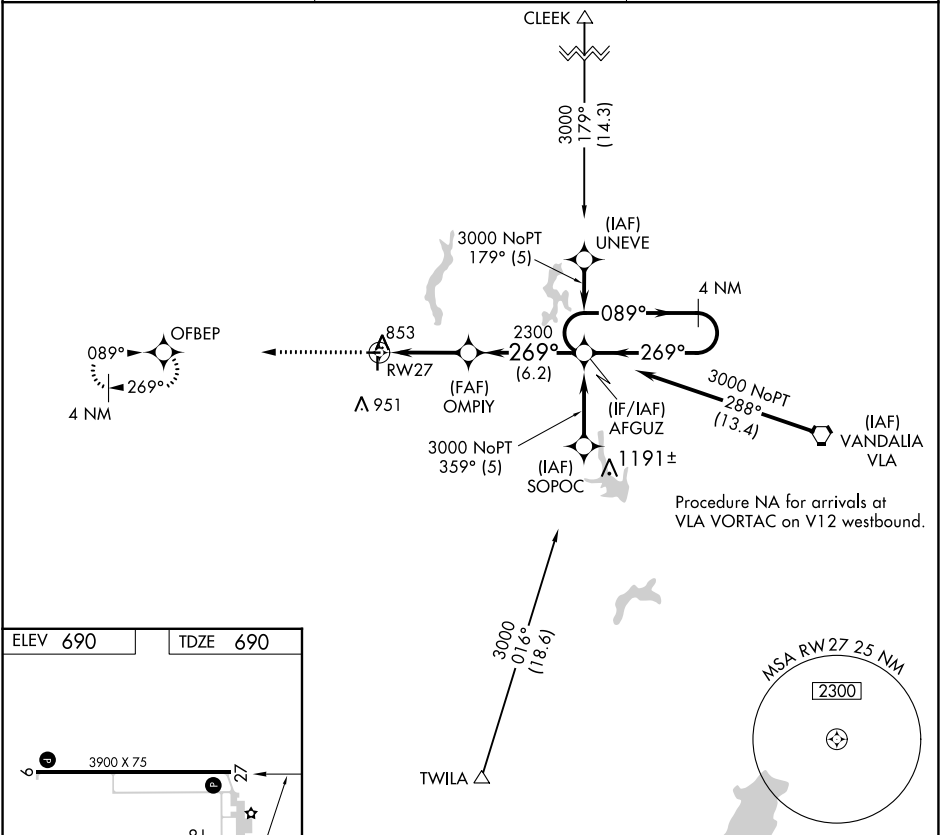 CLEEK
3000
179°
(14.3)
(IAF)
UNEVE
3000 NoPT
179° (5)
4 NM
089°
OFBEP
853
2300
089°
269°
269°
269°
(6.2)
RW27
3000 NoPT
288°
(13.4)
4 NM
951
(FAF)
OMPIY
(IF/IAF)
AFGUZ
(IAF)
VANDALIA
VLA
3000 NoPT
359° (5)
(IAF)
SOPOC
1191±
Procedure NA for arrivals at
VLA VORTAC on V12 westbound.
3000
016°
(18.6)
TWILA
MSA RW27 25 NM
2300
ELEV 690
TDZE 690
9
P
3900 X 75
27
P